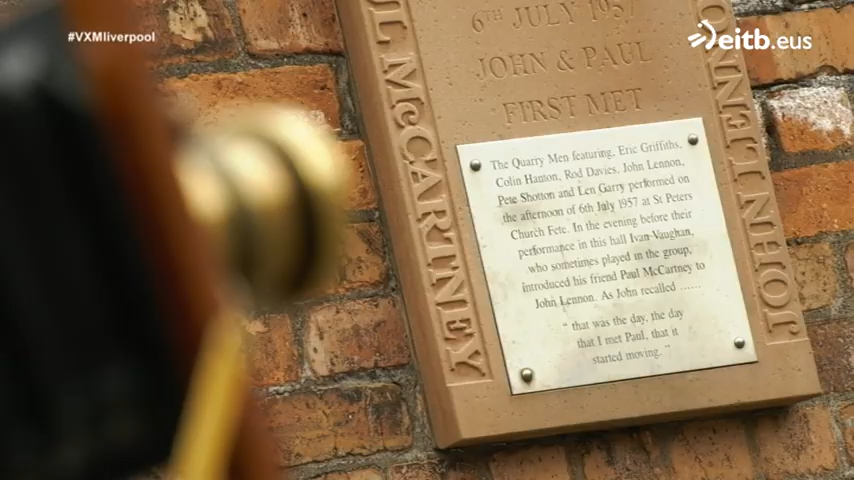 #VXMliverpool
eitb.eus
6TH JULY 1957
JOHN & PAUL
FIRST MET
McCARTNEY
JOHN LENNON
The Quarry Men featuring, Eric Griffiths,
Colin Hanton, Rod Davies, John Lennon,
Pete Shotton and Len Garry performed on
the afternoon of 6th July 1957 at St Peters
Church Fete. In the evening before their
performance in this hall Ivan Vaughan,
who sometimes played in the group,
introduced his friend Paul McCartney to
John Lennon. As John recalled ......
“ that was the day, the day
that I met Paul, that it
started moving. ”